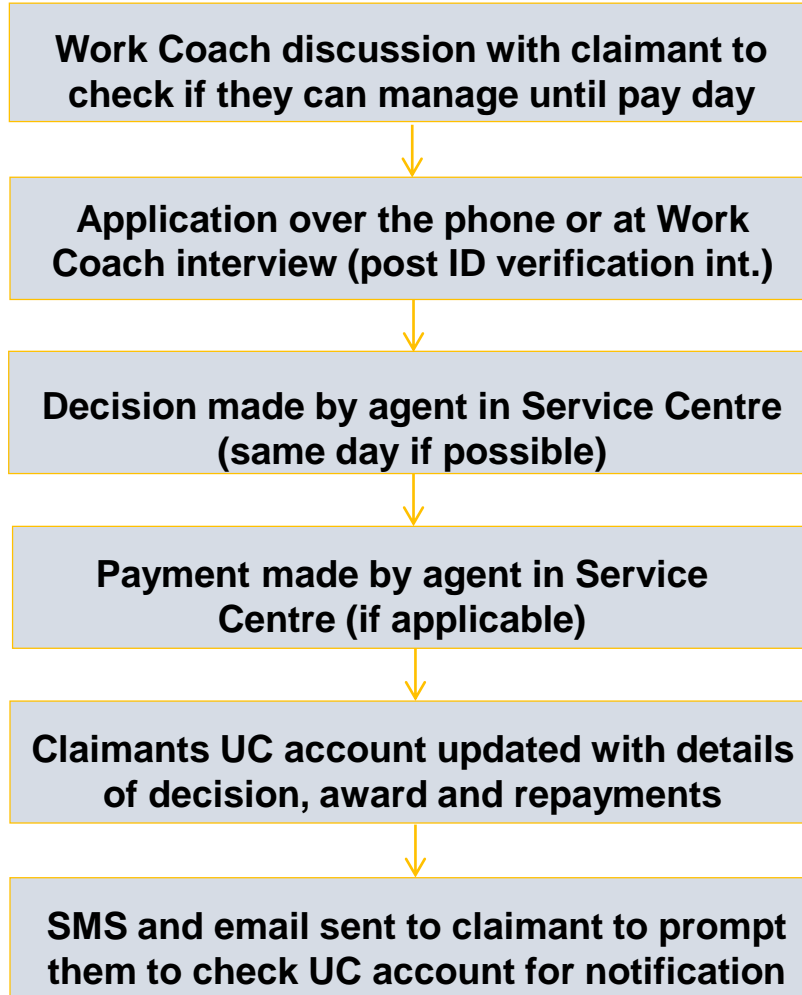 Work Coach discussion with claimant to
check if they can manage until pay day
Application over the phone or at Work
Coach interview (post ID verification int.)
Decision made by agent in Service Centre
(same day if possible)
Payment made by agent in Service
Centre (if applicable)
Claimants UC account updated with details
of decision, award and repayments
SMS and email sent to claimant to prompt
them to check UC account for notification